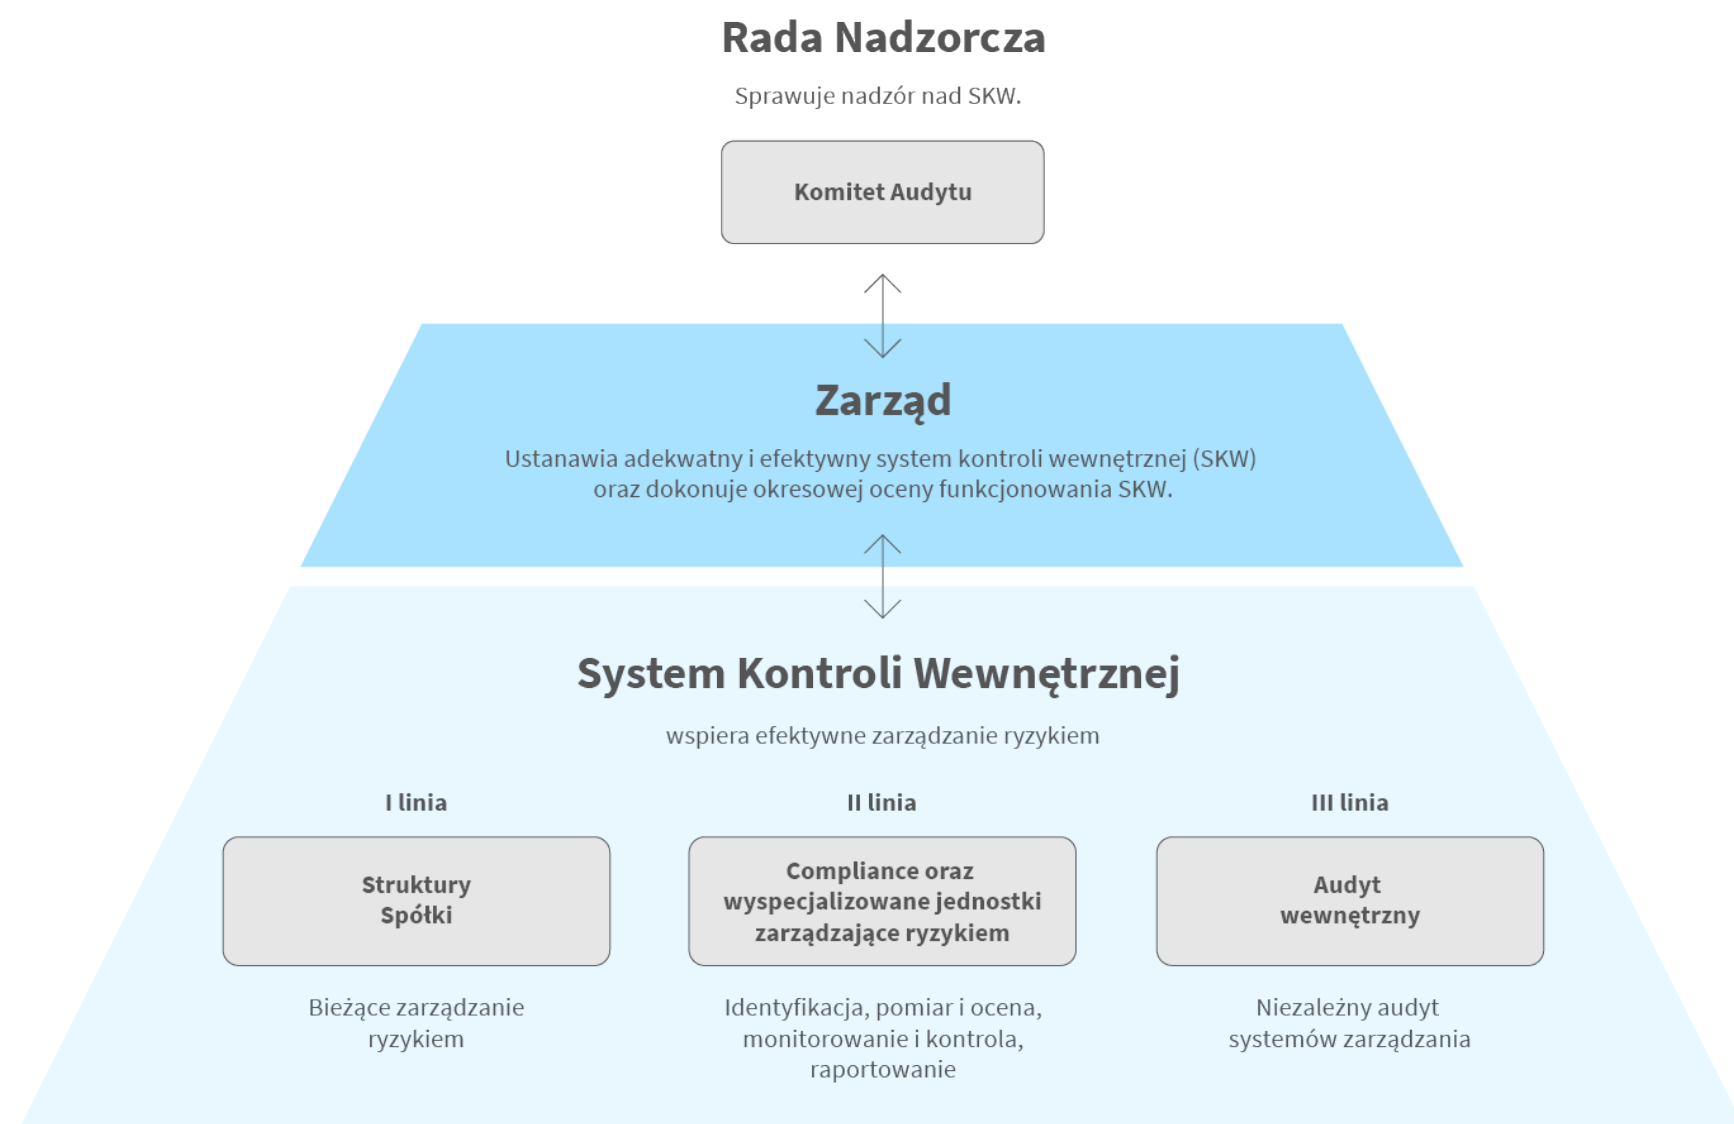 Rada Nadzorcza
Sprawuje nadzór nad SKW.
Komitet Audytu
Zarząd
Ustanawia adekwatny i efektywny system kontroli wewnętrznej (SKW)
oraz dokonuje okresowej oceny funkcjonowania SKW.
System Kontroli Wewnętrznej
wspiera efektywne zarządzanie ryzykiem
I linia
Struktury
Spółki
Bieżące zarządzanie
ryzykiem
II linia
Compliance oraz
wyspecjalizowane jednostki
zarządzające ryzykiem
Identyfikacja, pomiar i ocena,
monitorowanie i kontrola,
raportowanie
III linia
Audyt
wewnętrzny
Niezależny audyt
systemów zarządzania